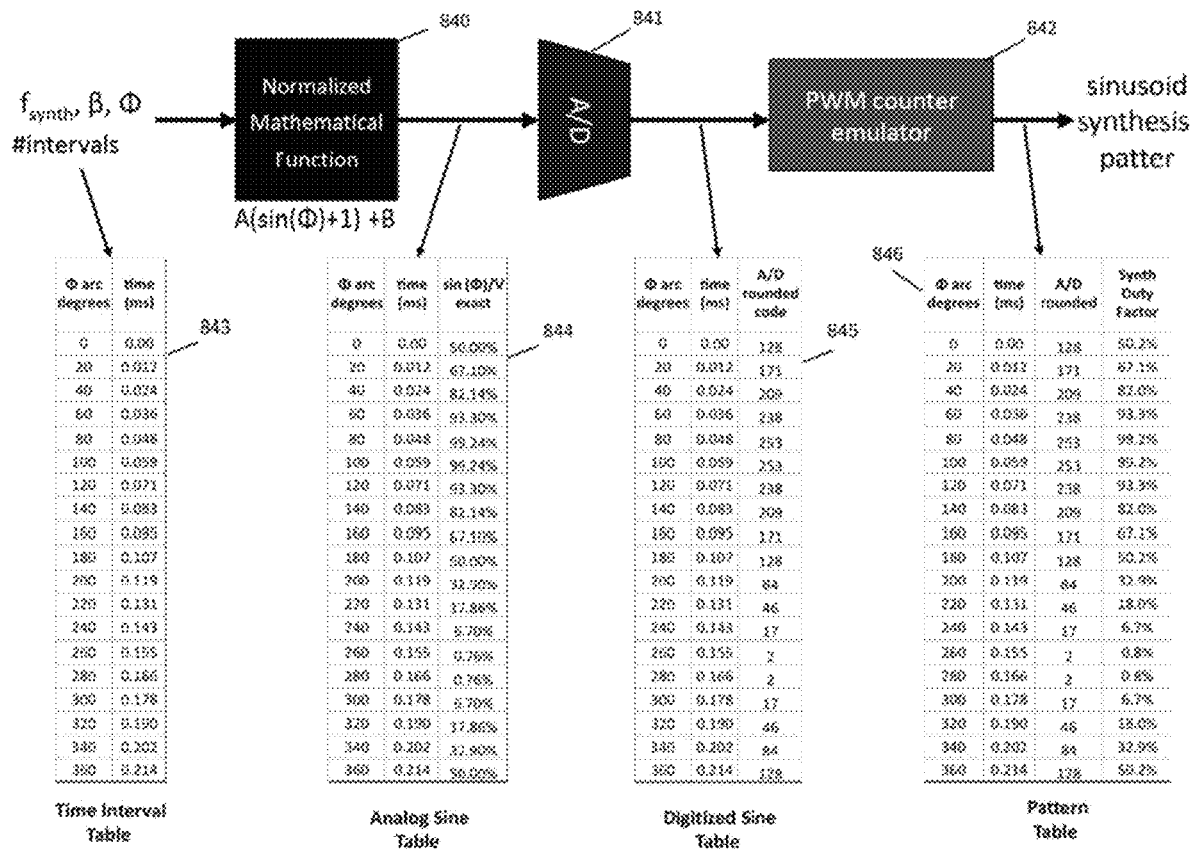 840
841
842
f_synth, β, Φ
#intervals
Normalized
Mathematical
Function
A(sin(Φ)+1) +B
A/D
PWM counter
emulator
sinusoid
synthesis
patter
843
844
845
846
Φ arc degrees time (ms)
0 0.00
20 0.012
40 0.024
60 0.036
80 0.048
100 0.059
120 0.071
140 0.083
160 0.095
180 0.107
200 0.119
220 0.131
240 0.143
260 0.155
280 0.166
300 0.178
320 0.190
340 0.202
360 0.214
Time Interval
Table
Φ arc degrees time (ms) sin (Φ)/V exact
0 0.00 50.00%
20 0.012 67.10%
40 0.024 82.14%
60 0.036 93.30%
80 0.048 99.24%
100 0.059 99.24%
120 0.071 93.30%
140 0.083 82.14%
160 0.095 67.10%
180 0.107 50.00%
200 0.119 32.90%
220 0.131 17.86%
240 0.143 6.70%
260 0.155 0.76%
280 0.166 0.76%
300 0.178 6.70%
320 0.190 17.86%
340 0.202 32.90%
360 0.214 50.00%
Analog Sine
Table
Φ arc degrees time (ms) A/D rounded code
0 0.00 128
20 0.012 171
40 0.024 209
60 0.036 238
80 0.048 253
100 0.059 253
120 0.071 238
140 0.083 209
160 0.095 171
180 0.107 128
200 0.119 84
220 0.131 46
240 0.143 17
260 0.155 2
280 0.166 2
300 0.178 17
320 0.190 46
340 0.202 84
360 0.214 128
Digitized Sine
Table
Φ arc degrees time (ms) A/D rounded Synth Duty Factor
0 0.00 128 50.2%
20 0.012 171 67.1%
40 0.024 209 82.0%
60 0.036 238 93.3%
80 0.048 253 99.2%
100 0.059 253 99.2%
120 0.071 238 93.3%
140 0.083 209 82.0%
160 0.095 171 67.1%
180 0.107 128 50.2%
200 0.119 84 32.9%
220 0.131 46 18.0%
240 0.143 17 6.7%
260 0.155 2 0.8%
280 0.166 2 0.8%
300 0.178 17 6.7%
320 0.190 46 18.0%
340 0.202 84 32.9%
360 0.214 128 50.2%
Pattern
Table